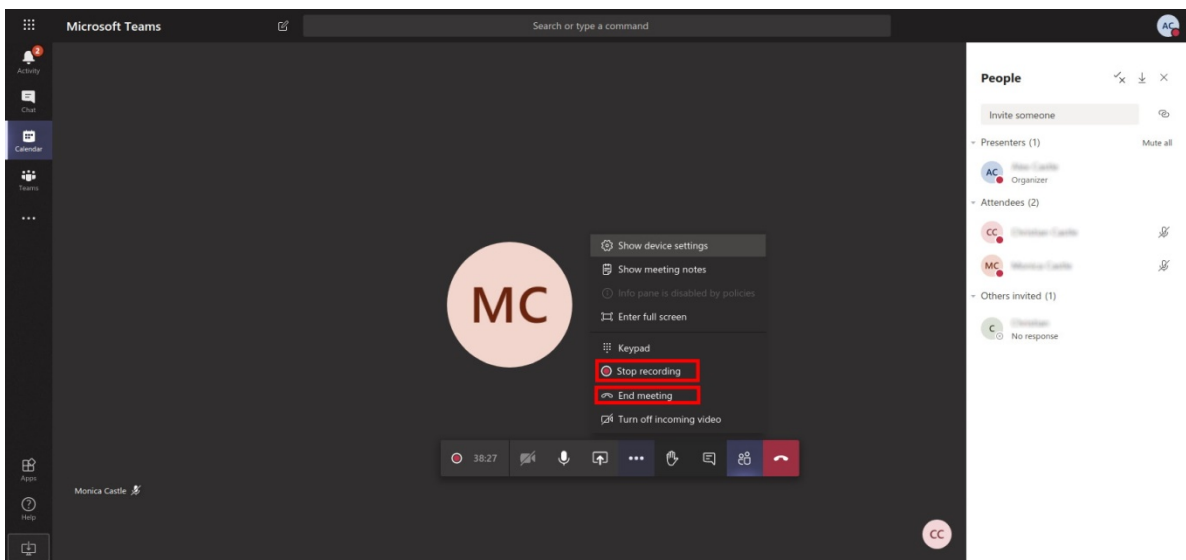 Microsoft Teams
Search or type a command
AC
2
Activity
Chat
Calendar
Teams
Apps
Help
MC
Show device settings
Show meeting notes
Info pane is disabled by policies
Enter full screen
Keypad
Stop recording
End meeting
Turn off incoming video
38:27
Monica Castle
CC
People
Invite someone
Presenters (1) Mute all
AC
Organizer
Attendees (2)
CC
MC
Others invited (1)
C
No response